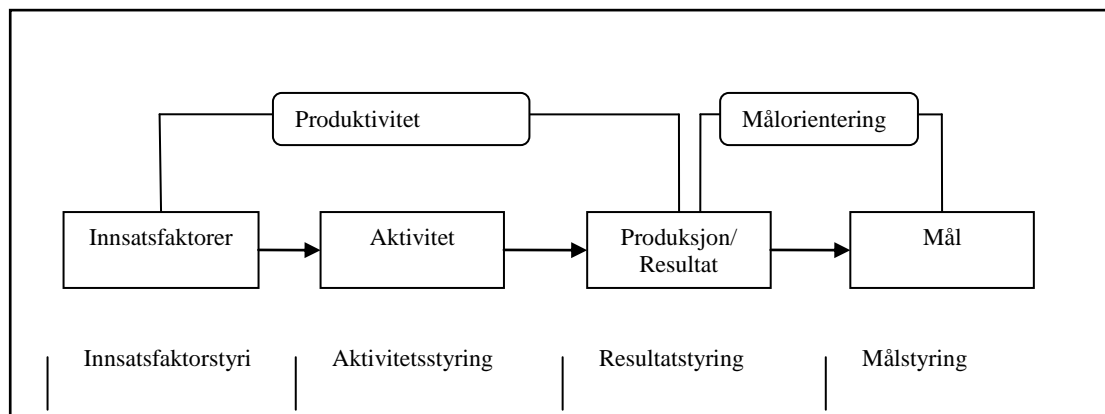 Produktivitet
Målorientering
Innsatsfaktorer
Aktivitet
Produksjon/
Resultat
Mål
Innsatsfaktorstyri
Aktivitetsstyring
Resultatstyring
Målstyring